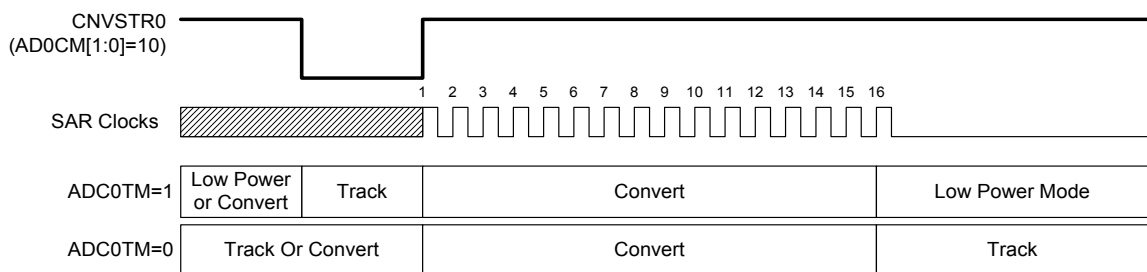 CNVSTR0
(AD0CM[1:0]=10)
1 2 3 4 5 6 7 8 9 10 11 12 13 14 15 16
SAR Clocks
ADC0TM=1
Low Power
or Convert
Track
Convert
Low Power Mode
ADC0TM=0
Track Or Convert
Convert
Track